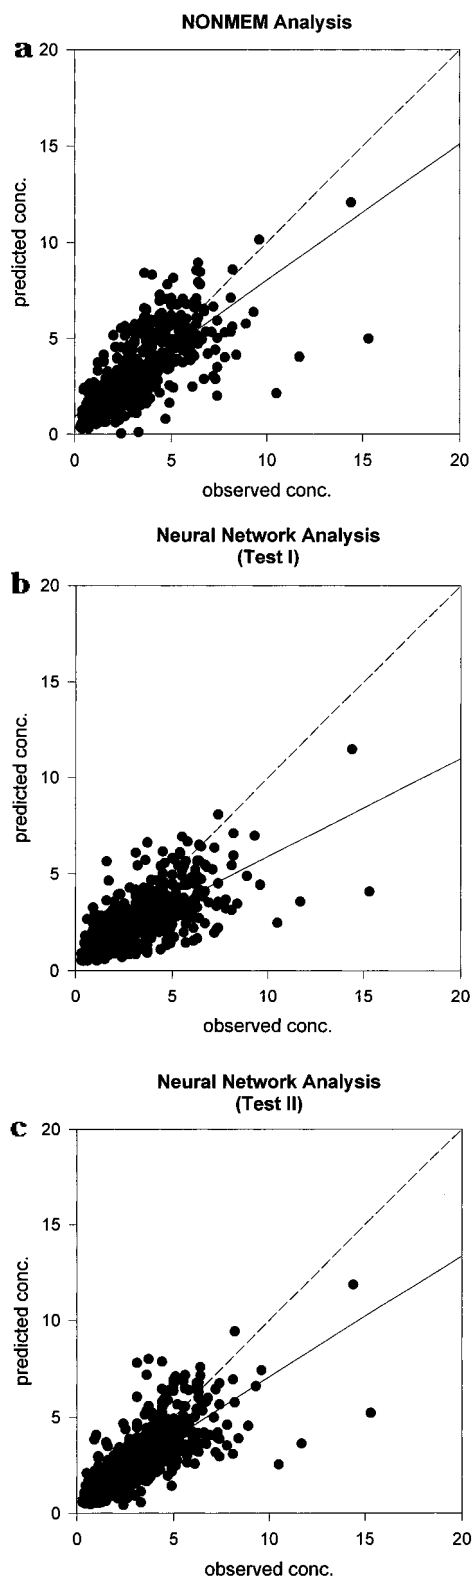 NONMEM Analysis
a
20
15
10
5
0
predicted conc.
0 5 10 15 20
observed conc.
Neural Network Analysis
(Test I)
b
20
15
10
5
0
predicted conc.
0 5 10 15 20
observed conc.
Neural Network Analysis
(Test II)
c
20
15
10
5
0
predicted conc.
0 5 10 15 20
observed conc.